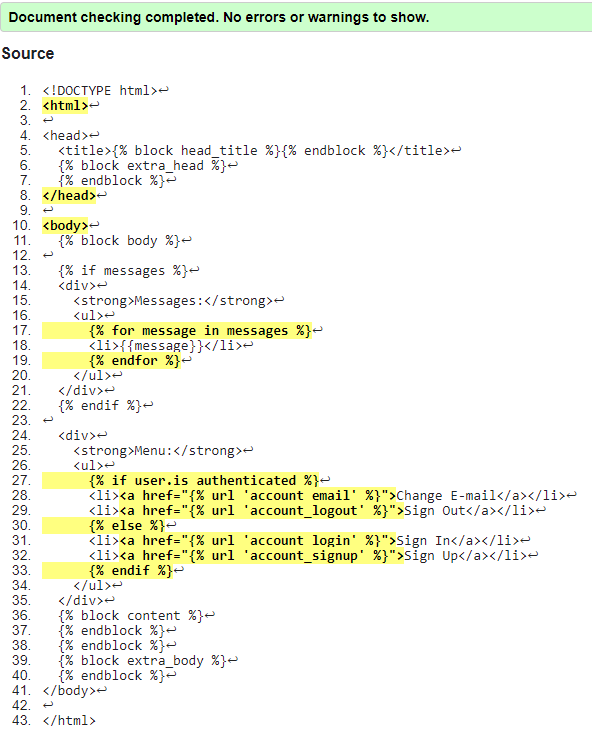 Document checking completed. No errors or warnings to show.
Source
1. <!DOCTYPE html>↩
2. <html>↩
3. ↩
4. <head>↩
5.   <title>{% block head_title %}{% endblock %}</title>↩
6.   {% block extra_head %}↩
7.   {% endblock %}↩
8. </head>↩
9. ↩
10. <body>↩
11.   {% block body %}↩
12. ↩
13.   {% if messages %}↩
14.   <div>↩
15.     <strong>Messages:</strong>↩
16.     <ul>↩
17.       {% for message in messages %}↩
18.       <li>{{message}}</li>↩
19.       {% endfor %}↩
20.     </ul>↩
21.   </div>↩
22.   {% endif %}↩
23. ↩
24.   <div>↩
25.     <strong>Menu:</strong>↩
26.     <ul>↩
27.       {% if user.is authenticated %}↩
28.       <li><a href="{% url 'account email' %}">Change E-mail</a></li>↩
29.       <li><a href="{% url 'account_logout' %}">Sign Out</a></li>↩
30.       {% else %}↩
31.       <li><a href="{% url 'account login' %}">Sign In</a></li>↩
32.       <li><a href="{% url 'account_signup' %}">Sign Up</a></li>↩
33.       {% endif %}↩
34.     </ul>↩
35.   </div>↩
36.   {% block content %}↩
37.   {% endblock %}↩
38.   {% endblock %}↩
39.   {% block extra_body %}↩
40.   {% endblock %}↩
41. </body>↩
42. ↩
43. </html>